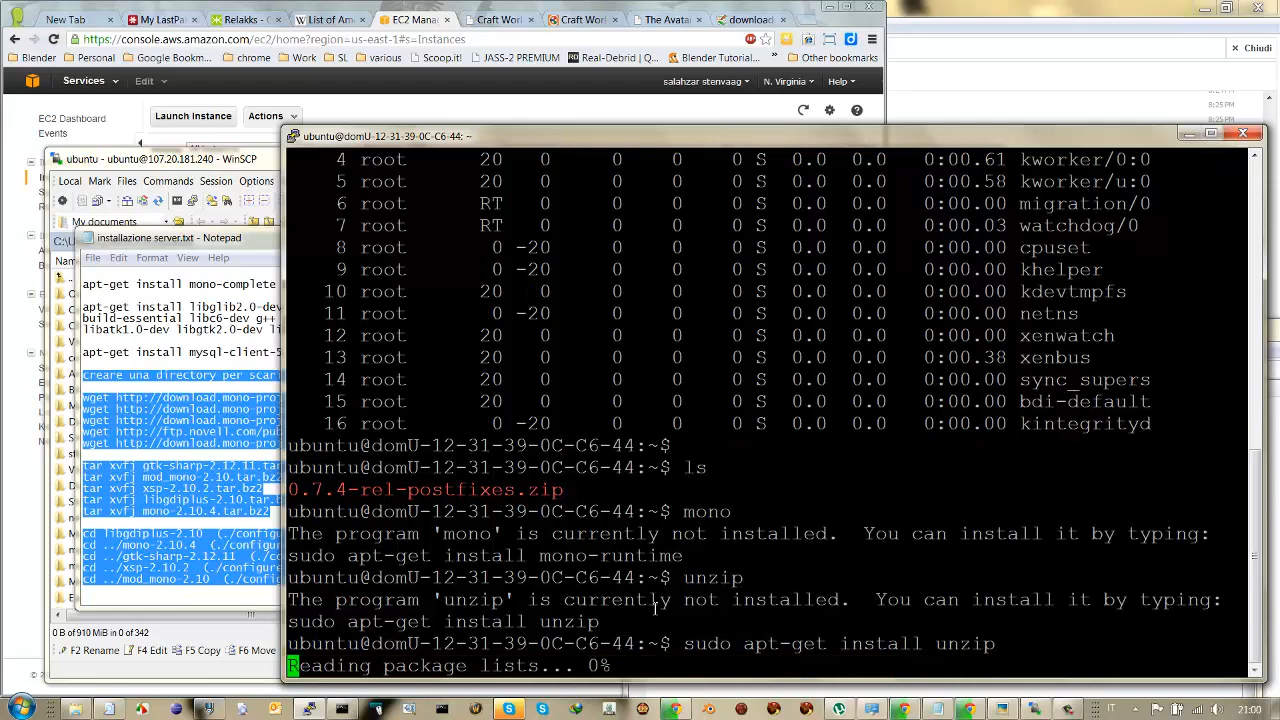 New Tab
My LastPa
Relakks -
List of Am
EC2 Mana
Craft Work
Craft Work
The Avata
download
https://console.aws.amazon.com/ec2/home?region=us-east-1#s=Instances
Blender
Personal
Google Bookm...
chrome
Work
SL
various
Scoop.it!
JASS-2 PREMIUM
Real-Debrid
Blender Tutorial...
Other bookmarks
Chiudi
Services
Edit
salahzar stenvaag
N. Virginia
Help
8:25 PM
8:25 PM
EC2 Dashboard
Events
Launch Instance
Actions
ubuntu - ubuntu@107.20.181.240 - WinSCP
Local Mark Files Commands Session Options
My documents
installazione server.txt - Notepad
File Edit Format View Help
apt-get install mono-complete
apt-get install libglib2.0-dev
build-essential libc6-dev g++
libatk1.0-dev libgtk2.0-dev
apt-get install mysql-client-5
creare una directory per scar
wget http://download.mono-pro
wget http://download.mono-pro
wget http://download.mono-pro
wget http://ftp.novell.com/pub
wget http://download.mono-pro
tar xvfj gtk-sharp-2.12.11.tar
tar xvfj mod_mono-2.10.tar.bz2
tar xvfj xsp-2.10.2.tar.bz2
tar xvfj libgdiplus-2.10.tar.b
tar xvfj mono-2.10.4.tar.bz2
cd libgdiplus-2.10 (./configur
cd ../mono-2.10.4 (./configure
cd ../gtk-sharp-2.12.11 (./con
cd ../xsp-2.10.2 (./configure
cd ../mod_mono-2.10 (./configu
0 B of 910 MiB in 0 of 342
F2 Rename
F4 Edit
F5 Copy
F6 Move
ubuntu@domU-12-31-39-0C-C6-44: ~
4 root 20 0 0 0 0 S 0.0 0.0 0:00.61 kworker/0:0
5 root 20 0 0 0 0 S 0.0 0.0 0:00.58 kworker/u:0
6 root RT 0 0 0 0 S 0.0 0.0 0:00.00 migration/0
7 root RT 0 0 0 0 S 0.0 0.0 0:00.03 watchdog/0
8 root 0 -20 0 0 0 S 0.0 0.0 0:00.00 cpuset
9 root 0 -20 0 0 0 S 0.0 0.0 0:00.00 khelper
10 root 20 0 0 0 0 S 0.0 0.0 0:00.00 kdevtmpfs
11 root 0 -20 0 0 0 S 0.0 0.0 0:00.00 netns
12 root 20 0 0 0 0 S 0.0 0.0 0:00.00 xenwatch
13 root 20 0 0 0 0 S 0.0 0.0 0:00.38 xenbus
14 root 20 0 0 0 0 S 0.0 0.0 0:00.00 sync_supers
15 root 20 0 0 0 0 S 0.0 0.0 0:00.00 bdi-default
16 root 0 -20 0 0 0 S 0.0 0.0 0:00.00 kintegrityd
ubuntu@domU-12-31-39-0C-C6-44:~$
ubuntu@domU-12-31-39-0C-C6-44:~$ ls
0.7.4-rel-postfixes.zip
ubuntu@domU-12-31-39-0C-C6-44:~$ mono
The program 'mono' is currently not installed.  You can install it by typing:
sudo apt-get install mono-runtime
ubuntu@domU-12-31-39-0C-C6-44:~$ unzip
The program 'unzip' is currently not installed.  You can install it by typing:
sudo apt-get install unzip
ubuntu@domU-12-31-39-0C-C6-44:~$ sudo apt-get install unzip
Reading package lists... 0%
IT
21:00